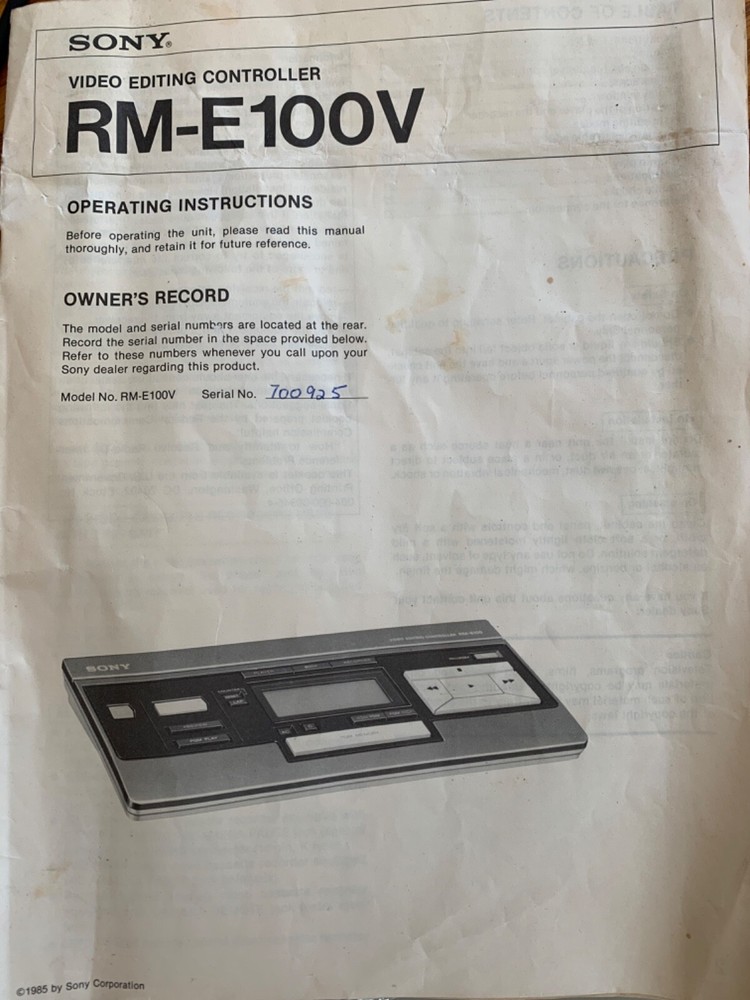 SONY®
VIDEO EDITING CONTROLLER
RM-E100V
OPERATING INSTRUCTIONS
Before operating the unit, please read this manual
thoroughly, and retain it for future reference.
OWNER'S RECORD
The model and serial numbers are located at the rear.
Record the serial number in the space provided below.
Refer to these numbers whenever you call upon your
Sony dealer regarding this product.
Model No. RM-E100V Serial No. 700925
SONY
©1985 by Sony Corporation